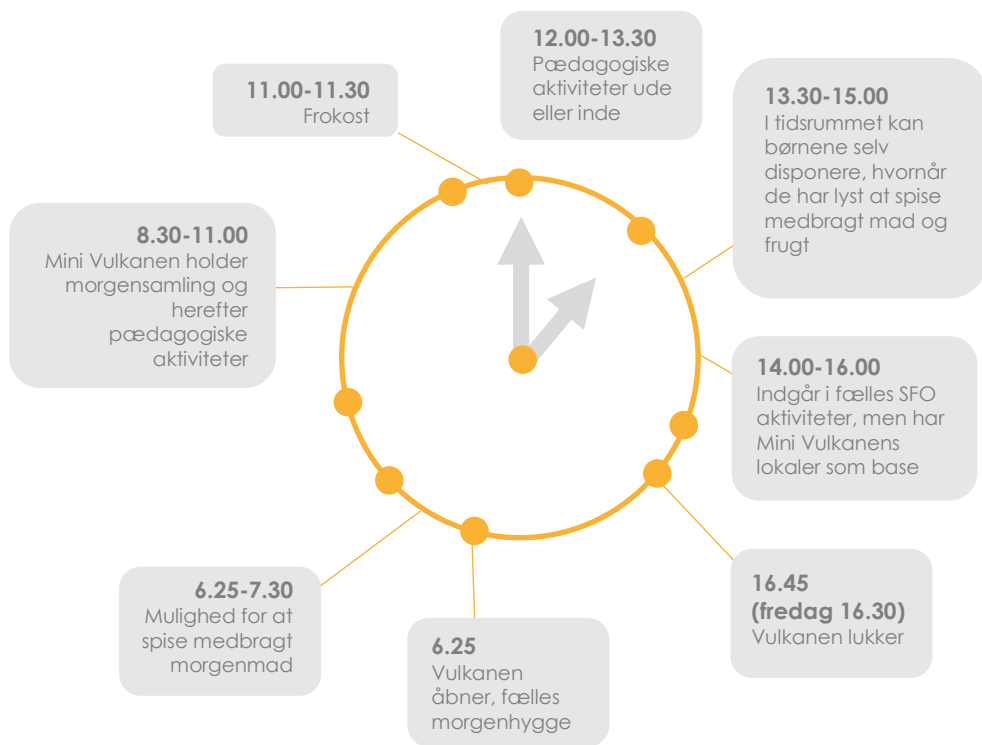 12.00-13.30
Pædagogiske
aktiviteter ude
eller inde
13.30-15.00
I tidsrummet kan
børnene selv
disponere, hvornår
de har lyst at spise
medbragt mad og
frugt
14.00-16.00
Indgår i fælles SFO
aktiviteter, men har
Mini Vulkanens
lokaler som base
16.45
(fredag 16.30)
Vulkanen lukker
6.25
Vulkanen
åbner, fælles
morgenhygge
6.25-7.30
Mulighed for at
spise medbragt
morgenmad
8.30-11.00
Mini Vulkanen holder
morgensamling og
herefter
pædagogiske
aktiviteter
11.00-11.30
Frokost